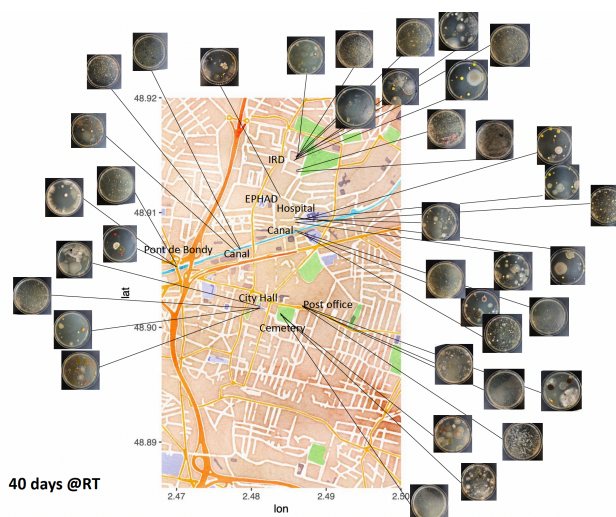 48.92
IRD
EPHAD
Hospital
48.91
Canal
Pont de Bondy
Canal
lat
City Hall
Post office
48.90
Cemetery
48.89
40 days @RT
2.47
2.48
2.49
2.50
lon